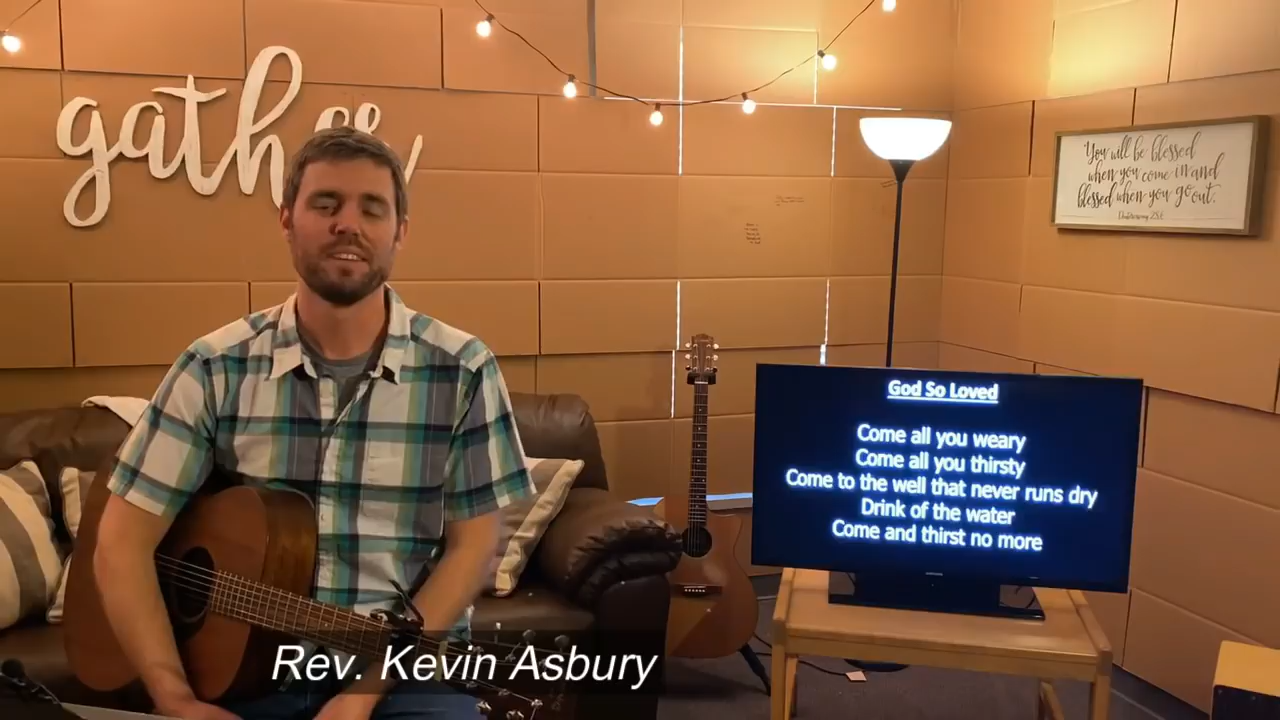 gather
You will be blessed
when you come in and
blessed when you go out.
God So Loved
Come all you weary
Come all you thirsty
Come to the well that never runs dry
Drink of the water
Come and thirst no more
Rev. Kevin Asbury